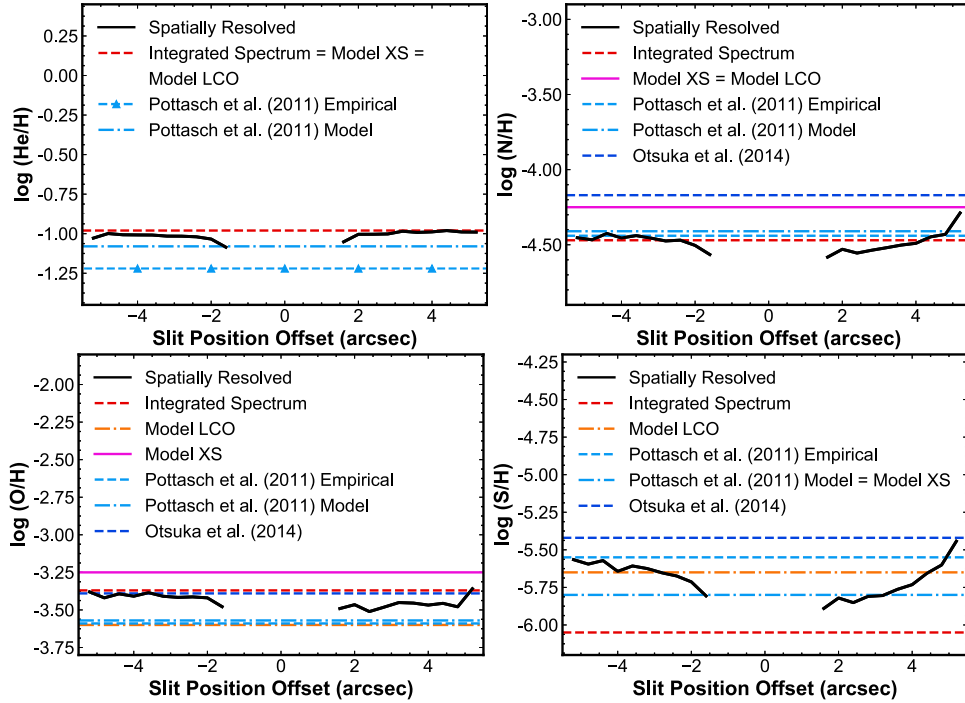 0.25
0.00
-0.25
-0.50
-0.75
-1.00
-1.25
log (He/H)
Spatially Resolved
Integrated Spectrum = Model XS =
Model LCO
Pottasch et al. (2011) Empirical
Pottasch et al. (2011) Model
−4 −2 0 2 4
Slit Position Offset (arcsec)
-3.00
-3.50
-4.00
-4.50
log (N/H)
Spatially Resolved
Integrated Spectrum
Model XS = Model LCO
Pottasch et al. (2011) Empirical
Pottasch et al. (2011) Model
Otsuka et al. (2014)
−4 −2 0 2 4
Slit Position Offset (arcsec)
-2.00
-2.25
-2.50
-2.75
-3.00
-3.25
-3.50
-3.75
log (O/H)
Spatially Resolved
Integrated Spectrum
Model LCO
Model XS
Pottasch et al. (2011) Empirical
Pottasch et al. (2011) Model
Otsuka et al. (2014)
−4 −2 0 2 4
Slit Position Offset (arcsec)
-4.25
-4.50
-4.75
-5.00
-5.25
-5.50
-5.75
-6.00
log (S/H)
Spatially Resolved
Integrated Spectrum
Model LCO
Pottasch et al. (2011) Empirical
Pottasch et al. (2011) Model = Model XS
Otsuka et al. (2014)
−4 −2 0 2 4
Slit Position Offset (arcsec)